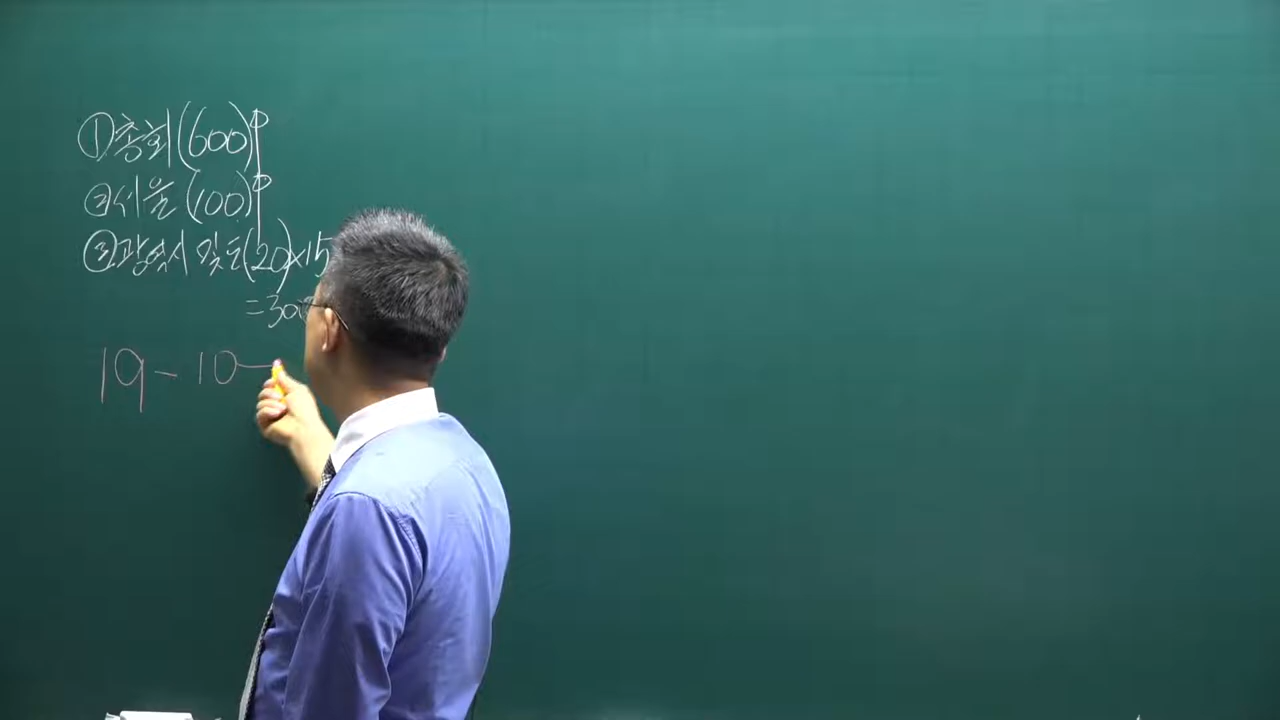 ①총회(600)
②서울(100)
③광역시 및 도(20)×15
=300
19-10-